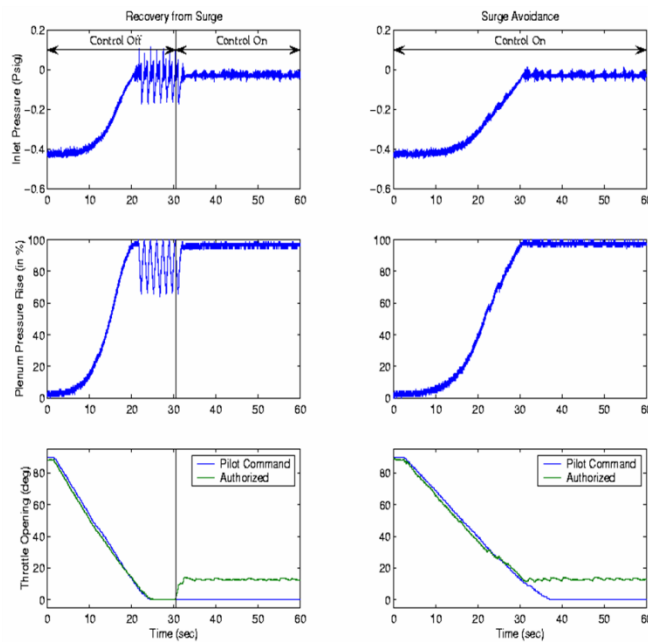 Recovery from Surge
Surge Avoidance
Control Off
Control On
Control On
Inlet Pressure (Psig)
0.2
0
−0.2
−0.4
−0.6
0 10 20 30 40 50 60
0.2
0
−0.2
−0.4
−0.6
0 10 20 30 40 50 60
Plenum Pressure Rise (in %)
100
80
60
40
20
0
0 10 20 30 40 50 60
100
80
60
40
20
0
0 10 20 30 40 50 60
Throttle Opening (deg)
80
60
40
20
0
Pilot Command
Authorized
0 10 20 30 40 50 60
Time (sec)
80
60
40
20
0
Pilot Command
Authorized
0 10 20 30 40 50 60
Time (sec)